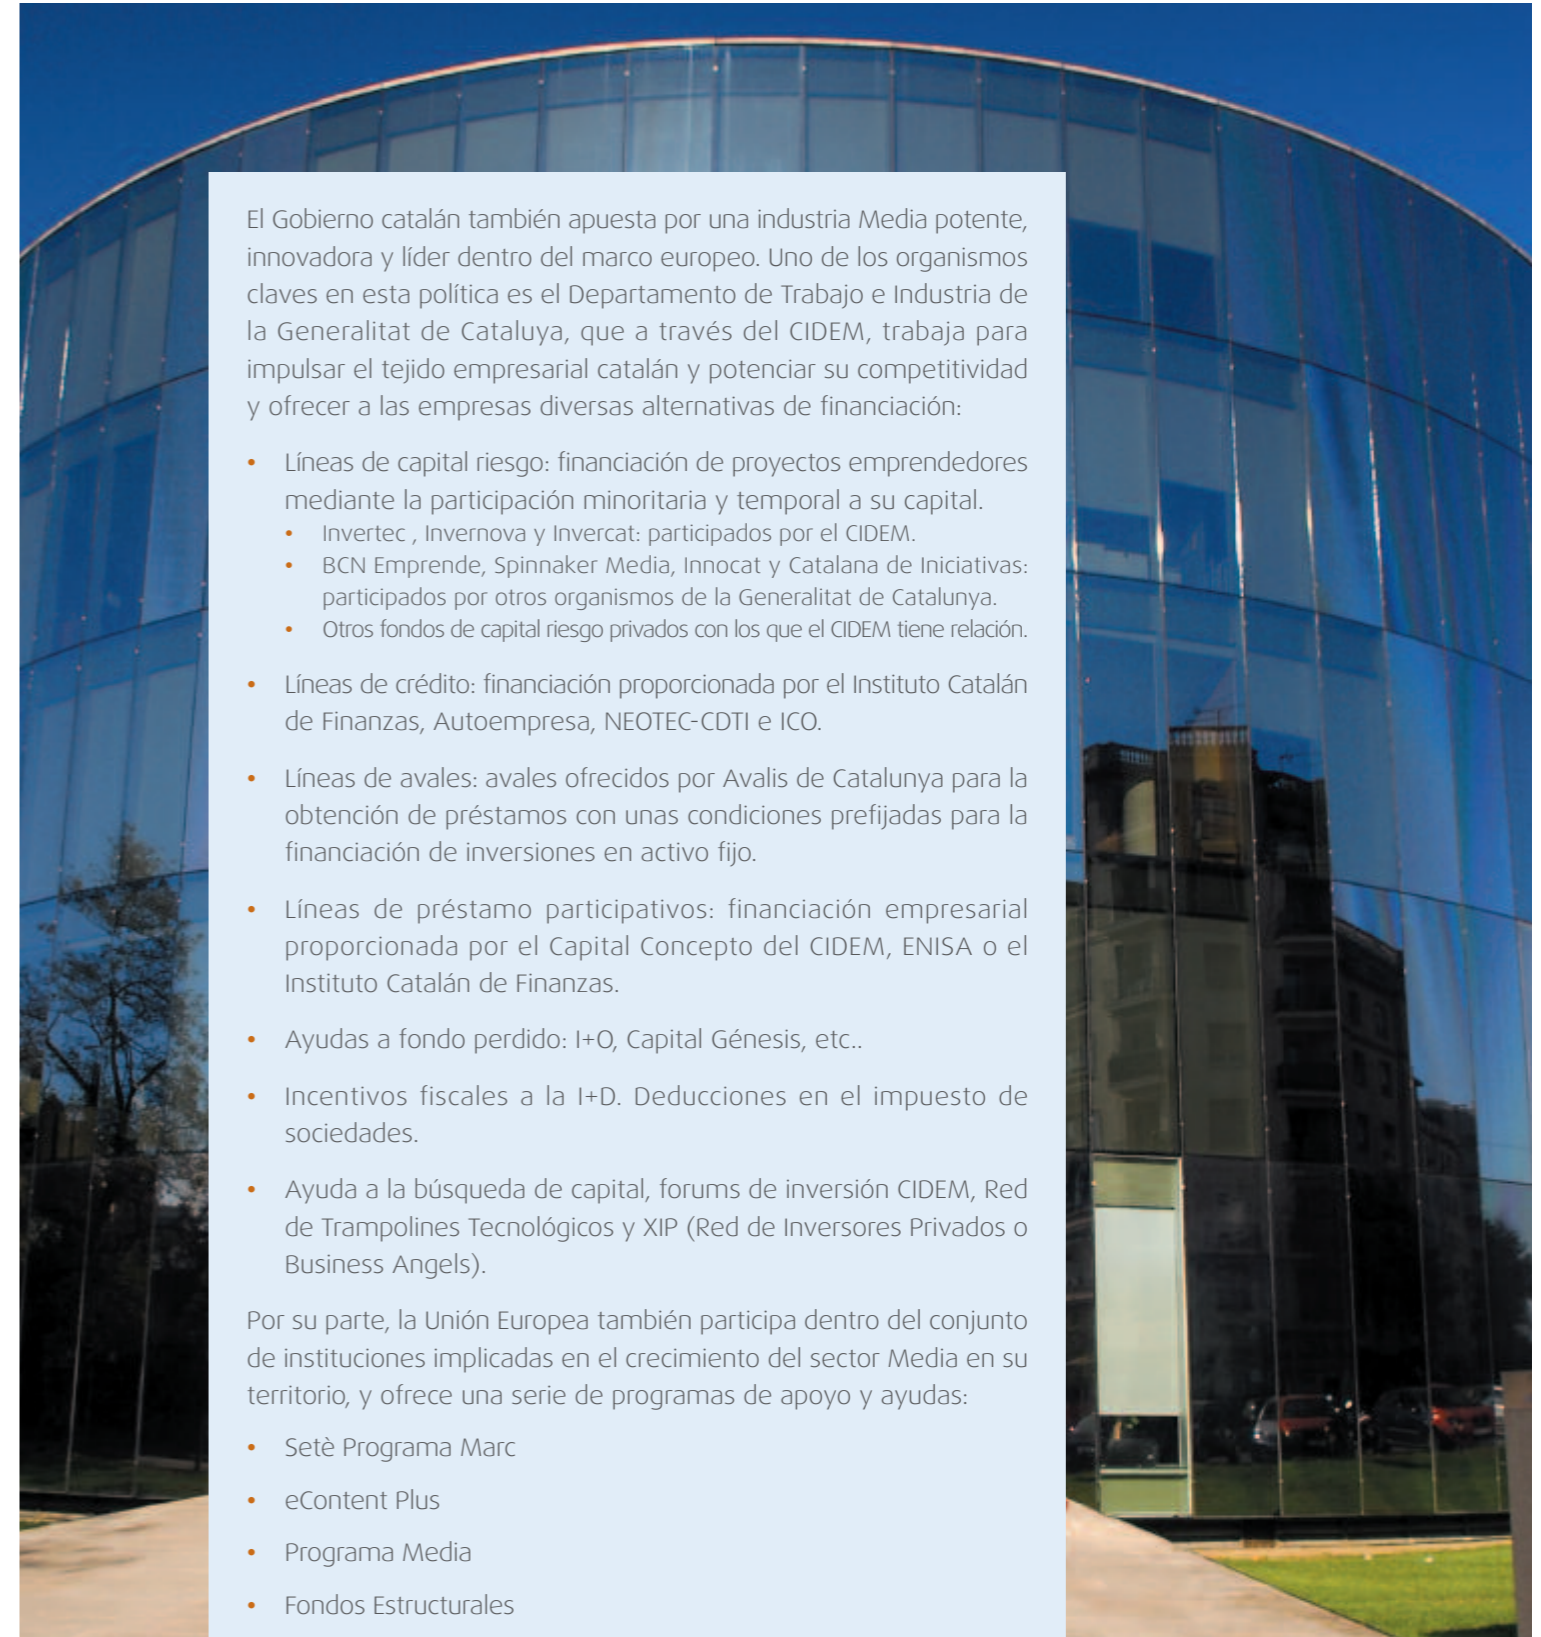 El Gobierno catalán también apuesta por una industria Media potente,
innovadora y líder dentro del marco europeo. Uno de los organismos
claves en esta política es el Departamento de Trabajo e Industria de
la Generalitat de Cataluya, que a través del CIDEM, trabaja para
impulsar el tejido empresarial catalán y potenciar su competitividad
y ofrecer a las empresas diversas alternativas de financiación:
• Líneas de capital riesgo: financiación de proyectos emprendedores
mediante la participación minoritaria y temporal a su capital.
• Invertec , Invernova y Invercat: participados por el CIDEM.
• BCN Emprende, Spinnaker Media, Innocat y Catalana de Iniciativas:
participados por otros organismos de la Generalitat de Catalunya.
• Otros fondos de capital riesgo privados con los que el CIDEM tiene relación.
• Líneas de crédito: financiación proporcionada por el Instituto Catalán
de Finanzas, Autoempresa, NEOTEC-CDTI e ICO.
• Líneas de avales: avales ofrecidos por Avalis de Catalunya para la
obtención de préstamos con unas condiciones prefijadas para la
financiación de inversiones en activo fijo.
• Líneas de préstamo participativos: financiación empresarial
proporcionada por el Capital Concepto del CIDEM, ENISA o el
Instituto Catalán de Finanzas.
• Ayudas a fondo perdido: I+O, Capital Génesis, etc..
• Incentivos fiscales a la I+D. Deducciones en el impuesto de
sociedades.
• Ayuda a la búsqueda de capital, forums de inversión CIDEM, Red
de Trampolines Tecnológicos y XIP (Red de Inversores Privados o
Business Angels).
Por su parte, la Unión Europea también participa dentro del conjunto
de instituciones implicadas en el crecimiento del sector Media en su
territorio, y ofrece una serie de programas de apoyo y ayudas:
• Setè Programa Marc
• eContent Plus
• Programa Media
• Fondos Estructurales